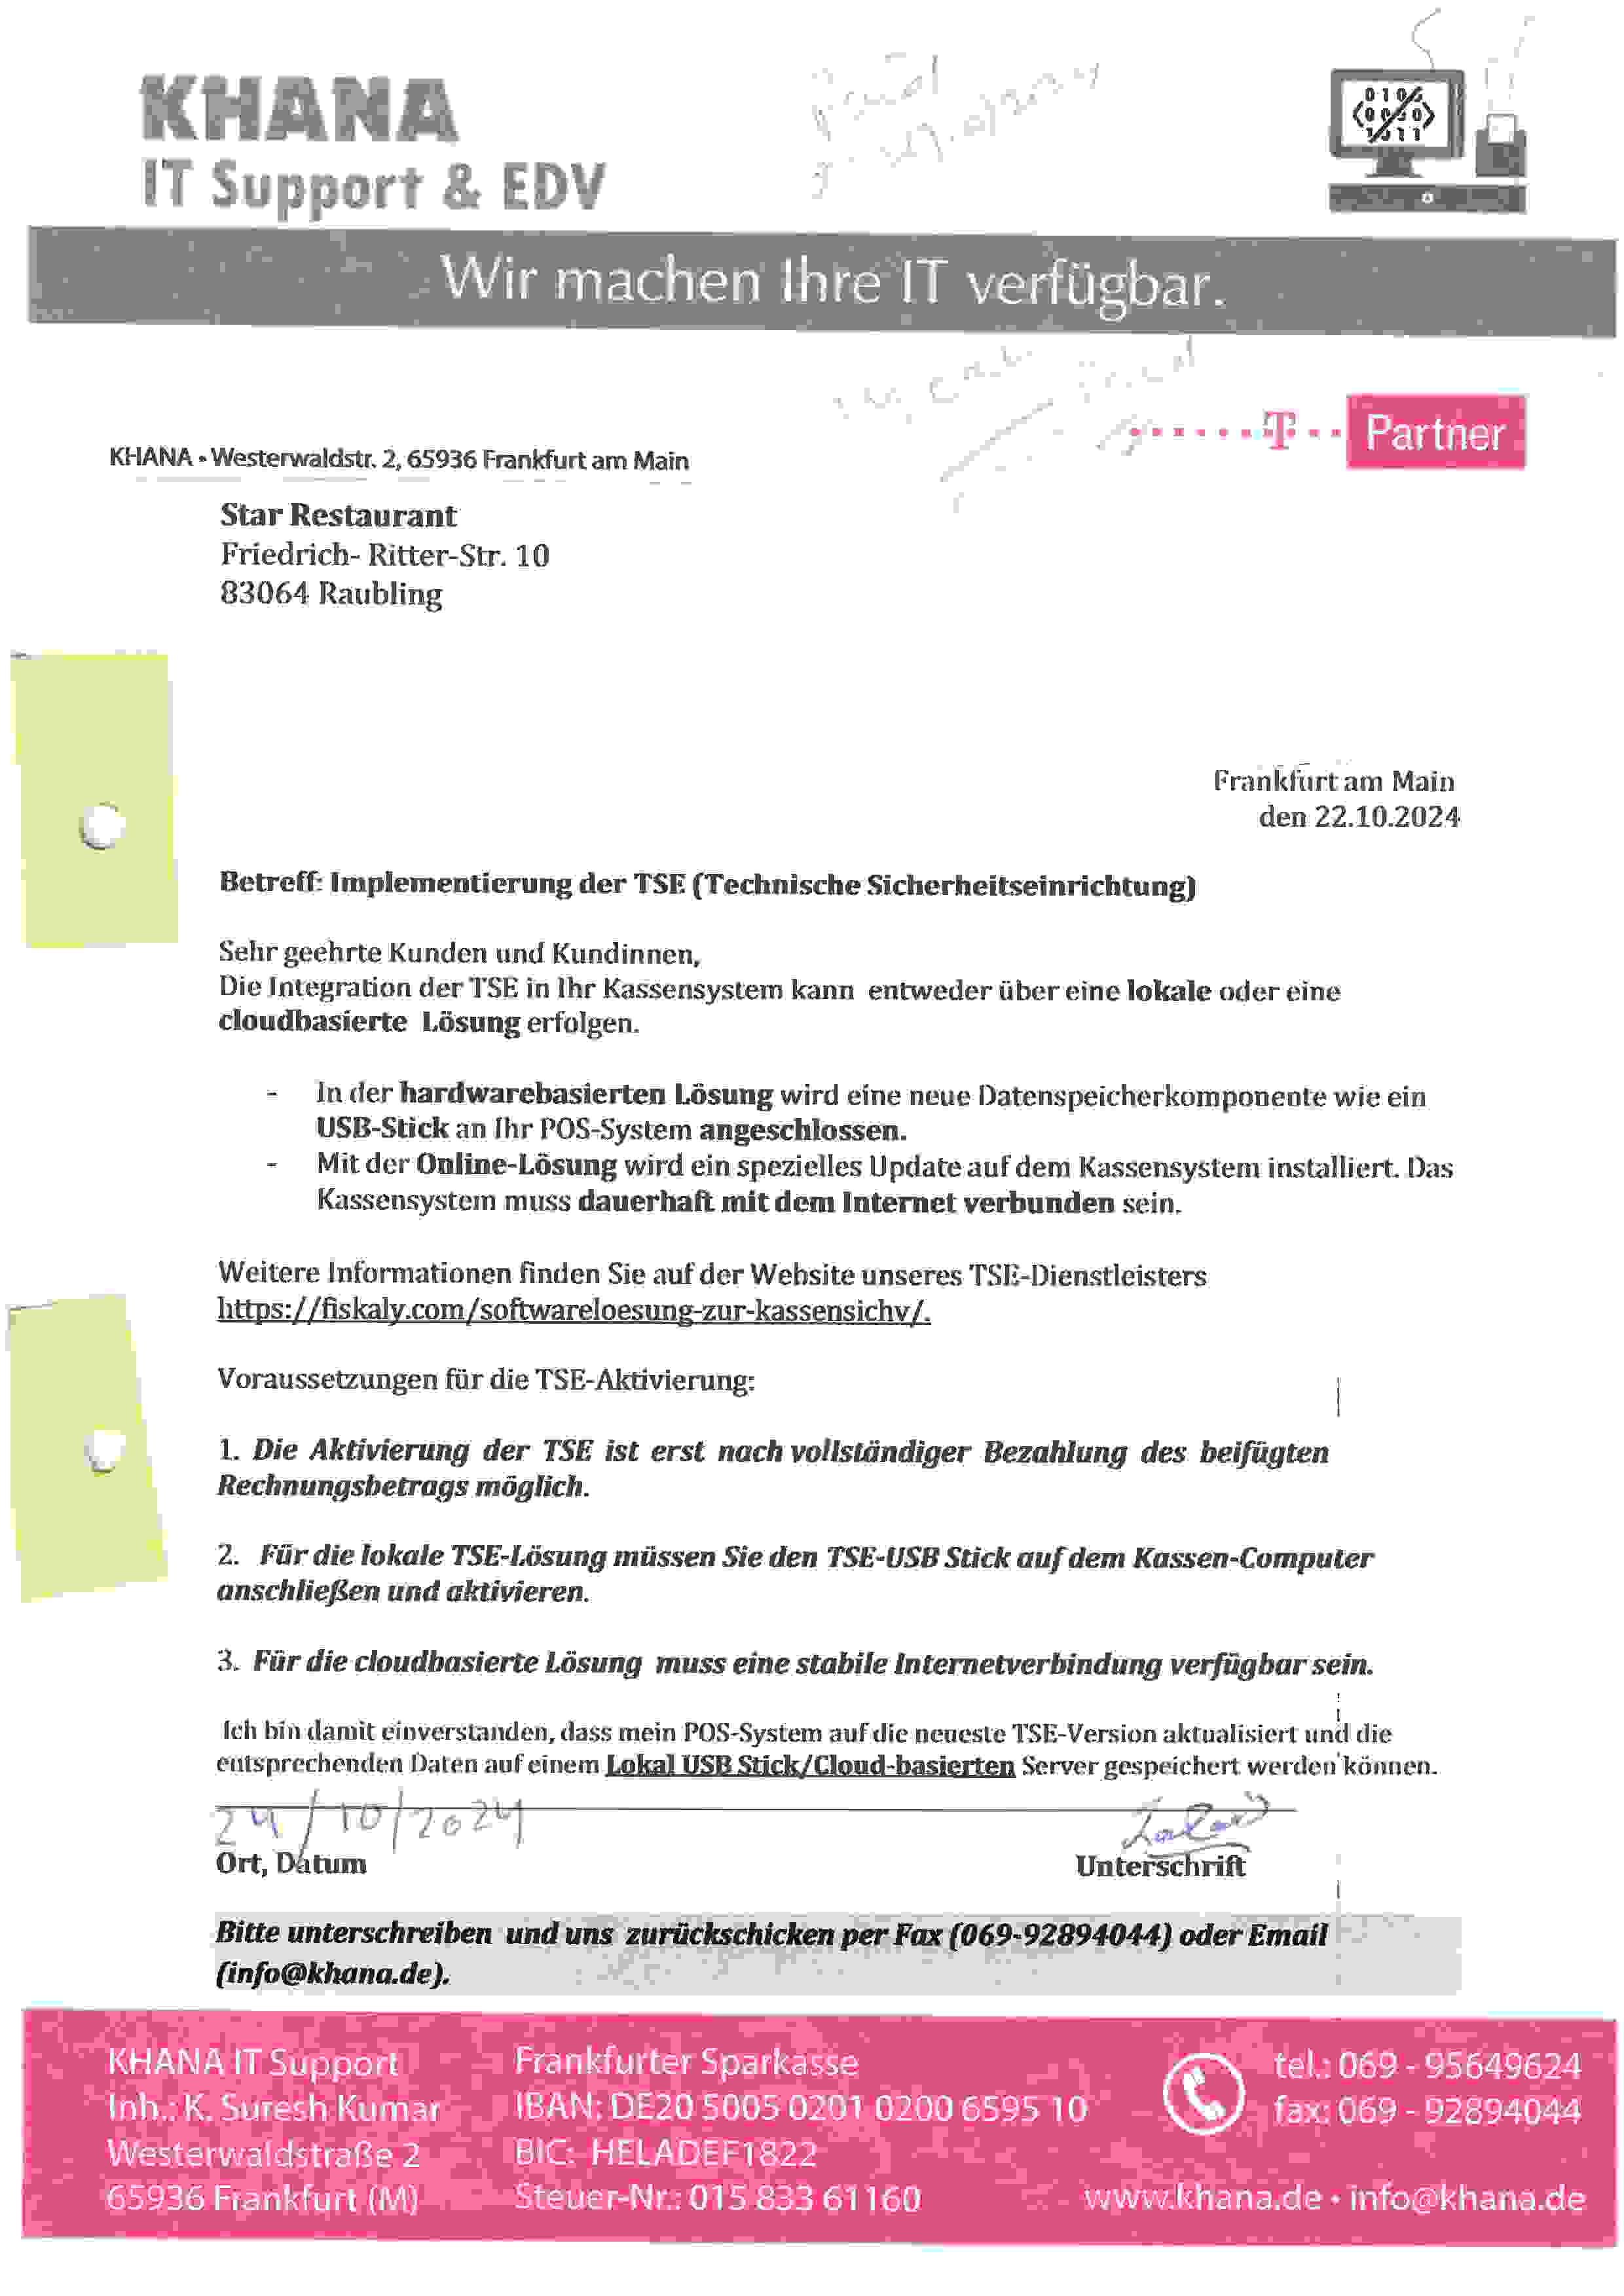 KHANA
IT Support & EDV
paid
Wir machen Ihre IT verfügbar.
T Partner
KHANA • Westerwaldstr. 2, 65936 Frankfurt am Main
Star Restaurant
Friedrich- Ritter-Str. 10
83064 Raubling
Frankfurt am Main
den 22.10.2024
Betreff: Implementierung der TSE (Technische Sicherheitseinrichtung)
Sehr geehrte Kunden und Kundinnen,
Die Integration der TSE in Ihr Kassensystem kann entweder über eine lokale oder eine
cloudbasierte Lösung erfolgen.
- In der hardwarebasierten Lösung wird eine neue Datenspeicherkomponente wie ein
USB-Stick an Ihr POS-System angeschlossen.
- Mit der Online-Lösung wird ein spezielles Update auf dem Kassensystem installiert. Das
Kassensystem muss dauerhaft mit dem Internet verbunden sein.
Weitere Informationen finden Sie auf der Website unseres TSE-Dienstleisters
https://fiskaly.com/softwareloesung-zur-kassensichv/.
Voraussetzungen für die TSE-Aktivierung:
1. Die Aktivierung der TSE ist erst nach vollständiger Bezahlung des beifügten
Rechnungsbetrags möglich.
2. Für die lokale TSE-Lösung müssen Sie den TSE-USB Stick auf dem Kassen-Computer
anschließen und aktivieren.
3. Für die cloudbasierte Lösung muss eine stabile Internetverbindung verfügbar sein.
Ich bin damit einverstanden, dass mein POS-System auf die neueste TSE-Version aktualisiert und die
entsprechenden Daten auf einem Lokal USB Stick/Cloud-basierten Server gespeichert werden können.
24/10/2024
Ort, Datum Unterschrift
Bitte unterschreiben und uns zurückschicken per Fax (069-92894044) oder Email
(info@khana.de).
KHANA IT Support Frankfurter Sparkasse tel.: 069 - 95649624
Inh.: K. Suresh Kumar IBAN: DE20 5005 0201 0200 6595 10 fax: 069 - 92894044
Westerwaldstraße 2 BIC: HELADEF1822
65936 Frankfurt (M) Steuer-Nr.: 015 833 61160 www.khana.de • info@khana.de